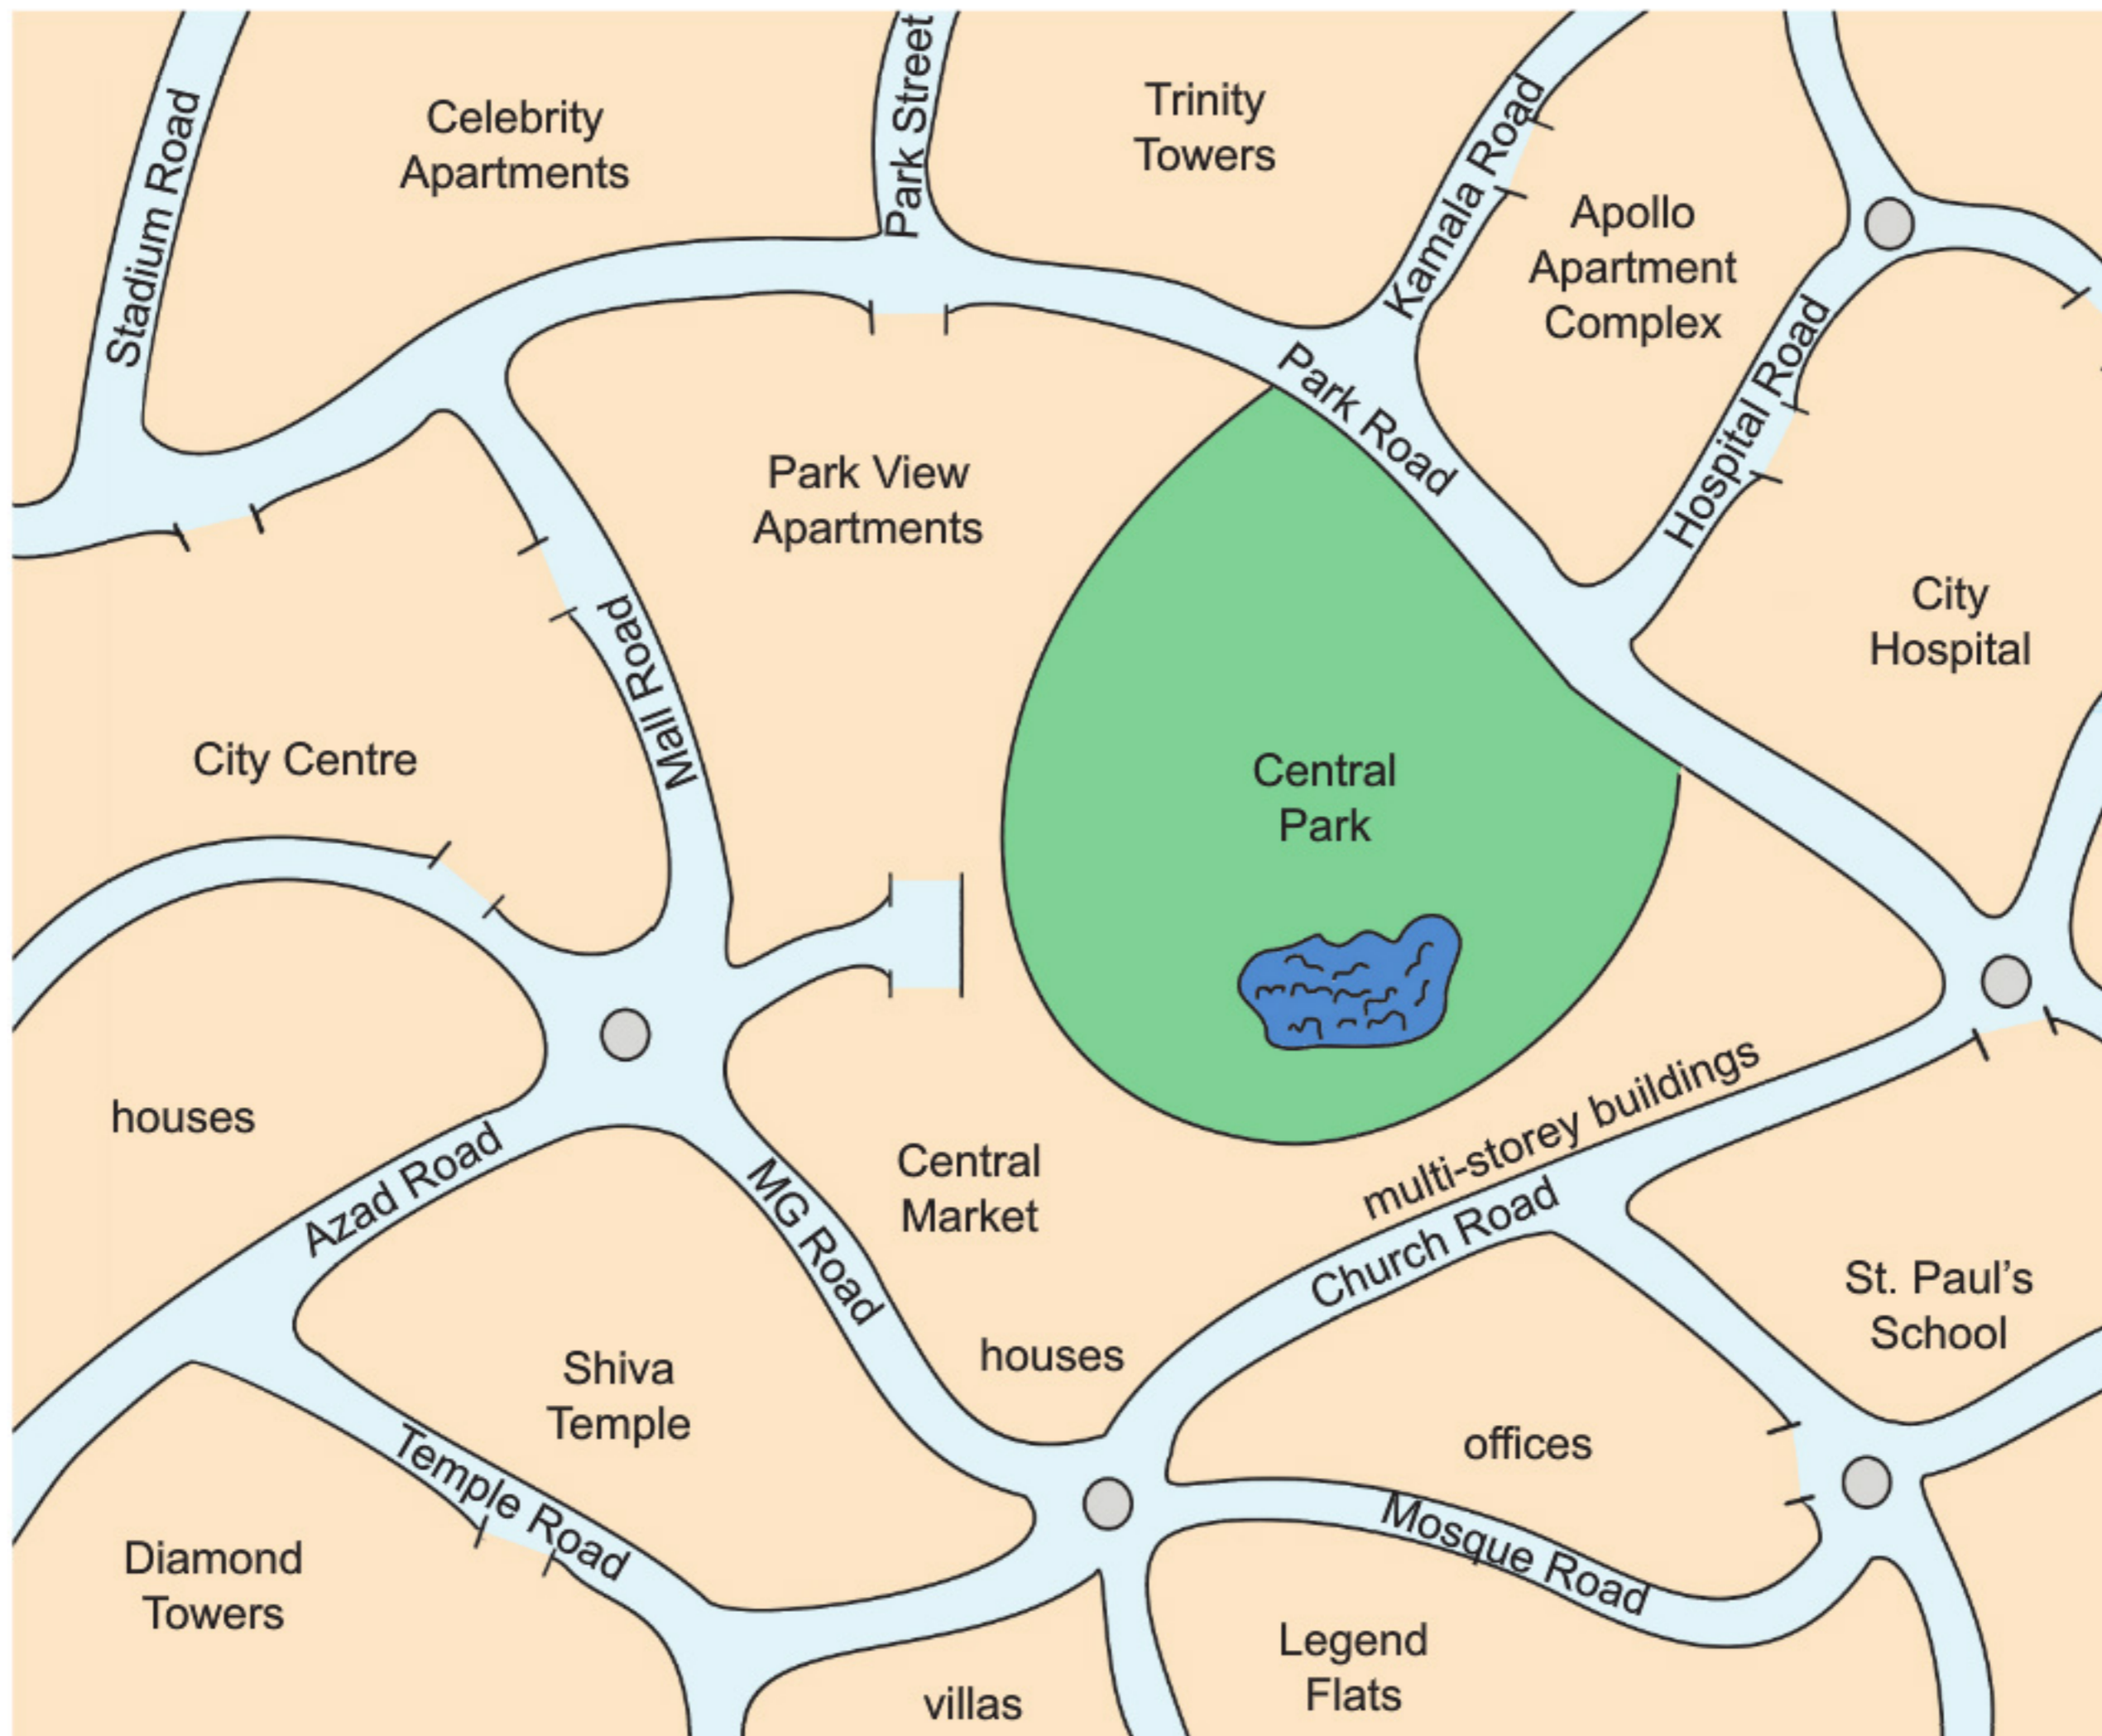 Stadium Road
Celebrity
Apartments
Park Street
Trinity
Towers
Kamala Road
Apollo
Apartment
Complex
Hospital Road
Park Road
Park View
Apartments
City
Hospital
Mall Road
City Centre
Central
Park
houses
Azad Road
MG Road
Central
Market
multi-storey buildings
Church Road
houses
St. Paul’s
School
Shiva
Temple
offices
Temple Road
Mosque Road
Diamond
Towers
Legend
Flats
villas